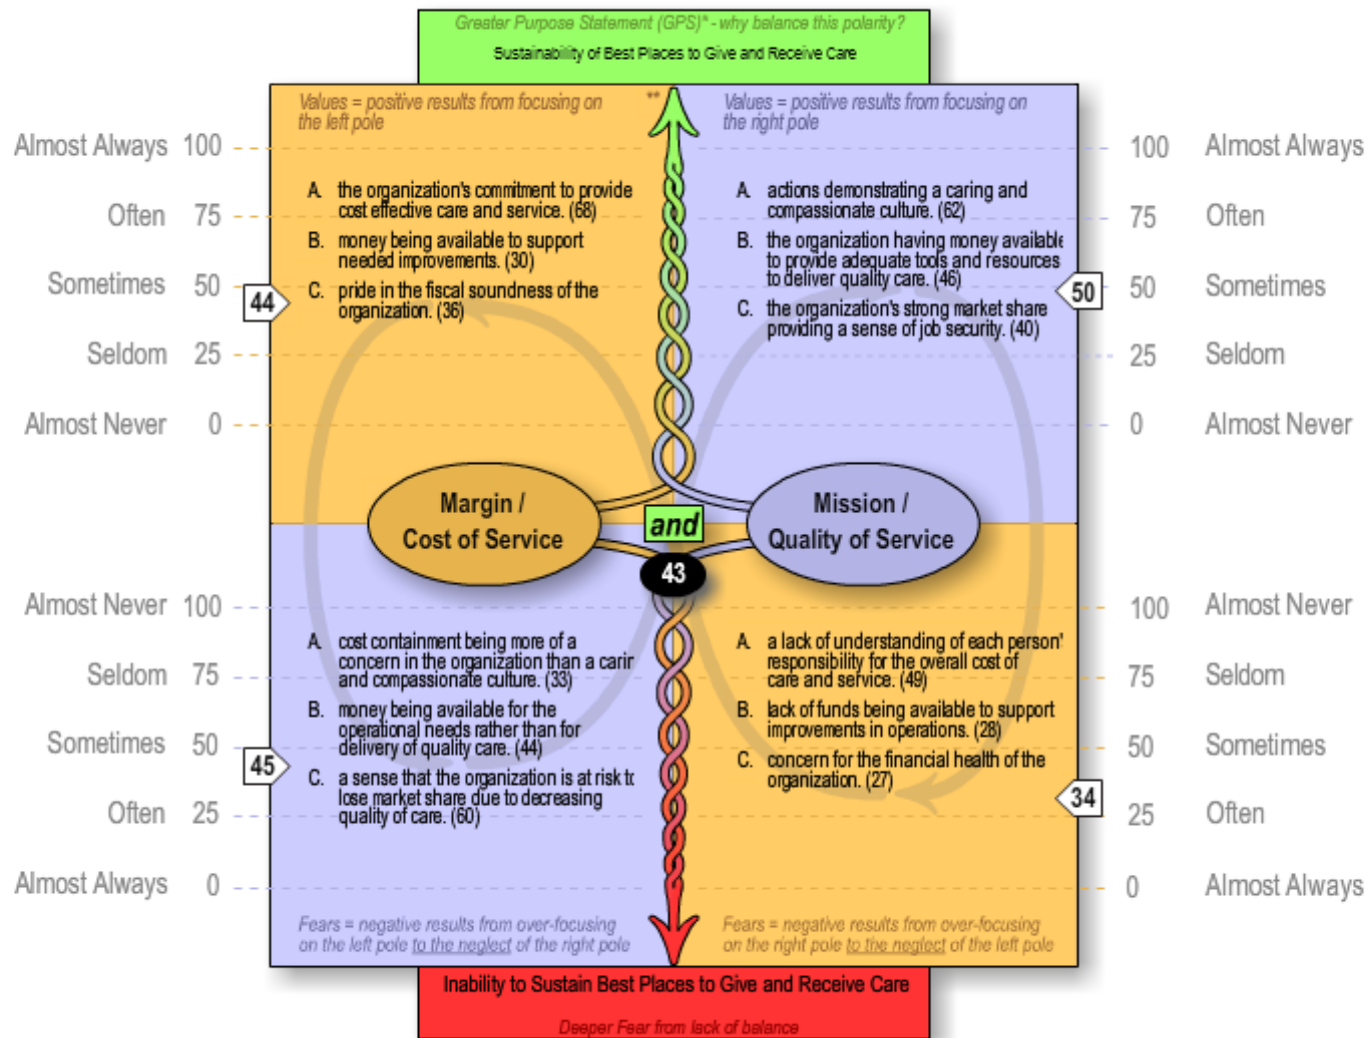 Greater Purpose Statement (GPS)* - why balance this polarity?
Sustainability of Best Places to Give and Receive Care
Values = positive results from focusing on
the left pole
**
Values = positive results from focusing on
the right pole
Almost Always 100
Often 75
Sometimes 50
Seldom 25
Almost Never 0
44
A. the organization's commitment to provide
cost effective care and service. (68)
B. money being available to support
needed improvements. (30)
C. pride in the fiscal soundness of the
organization. (36)
A. actions demonstrating a caring and
compassionate culture. (62)
B. the organization having money available
to provide adequate tools and resources
to deliver quality care. (46)
C. the organization's strong market share
providing a sense of job security. (40)
50
100 Almost Always
75 Often
50 Sometimes
25 Seldom
0 Almost Never
Margin /
Cost of Service
and
Mission /
Quality of Service
43
Almost Never 100
Seldom 75
Sometimes 50
Often 25
Almost Always 0
45
A. cost containment being more of a
concern in the organization than a carin
and compassionate culture. (33)
B. money being available for the
operational needs rather than for
delivery of quality care. (44)
C. a sense that the organization is at risk to
lose market share due to decreasing
quality of care. (60)
A. a lack of understanding of each person'
responsibility for the overall cost of
care and service. (49)
B. lack of funds being available to support
improvements in operations. (28)
C. concern for the financial health of the
organization. (27)
34
100 Almost Never
75 Seldom
50 Sometimes
25 Often
0 Almost Always
Fears = negative results from over-focusing
on the left pole to the neglect of the right pole
Fears = negative results from over-focusing
on the right pole to the neglect of the left pole
Inability to Sustain Best Places to Give and Receive Care
Deeper Fear from lack of balance